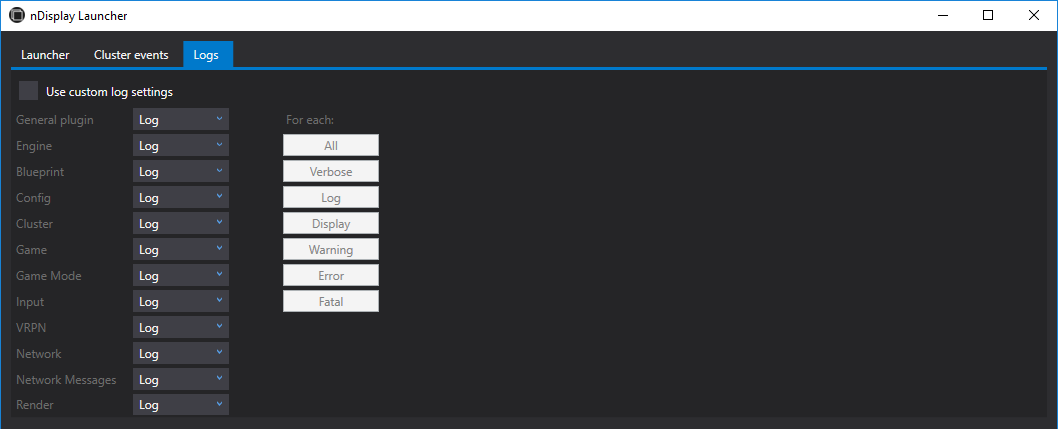 nDisplay Launcher
Launcher Cluster events Logs
Use custom log settings
General plugin Log For each:
Engine Log All
Blueprint Log Verbose
Config Log Log
Cluster Log Display
Game Log Warning
Game Mode Log Error
Input Log Fatal
VRPN Log
Network Log
Network Messages Log
Render Log